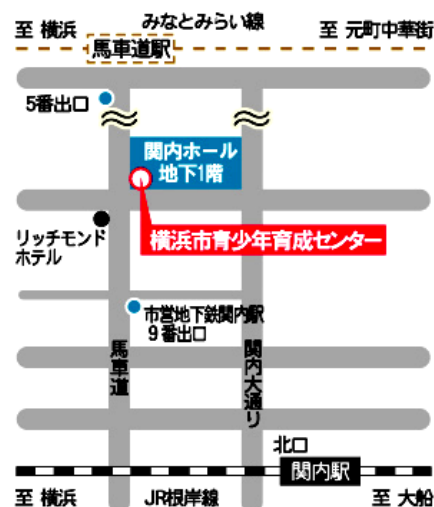 みなとみらい線
至 横浜
至 元町中華街
馬車道駅
5番出口
関内ホール
地下1階
横浜市青少年育成センター
リッチモンド
ホテル
市営地下鉄関内駅
9番出口
馬車道
関内大通り
北口
関内駅
至 横浜
JR根岸線
至 大船